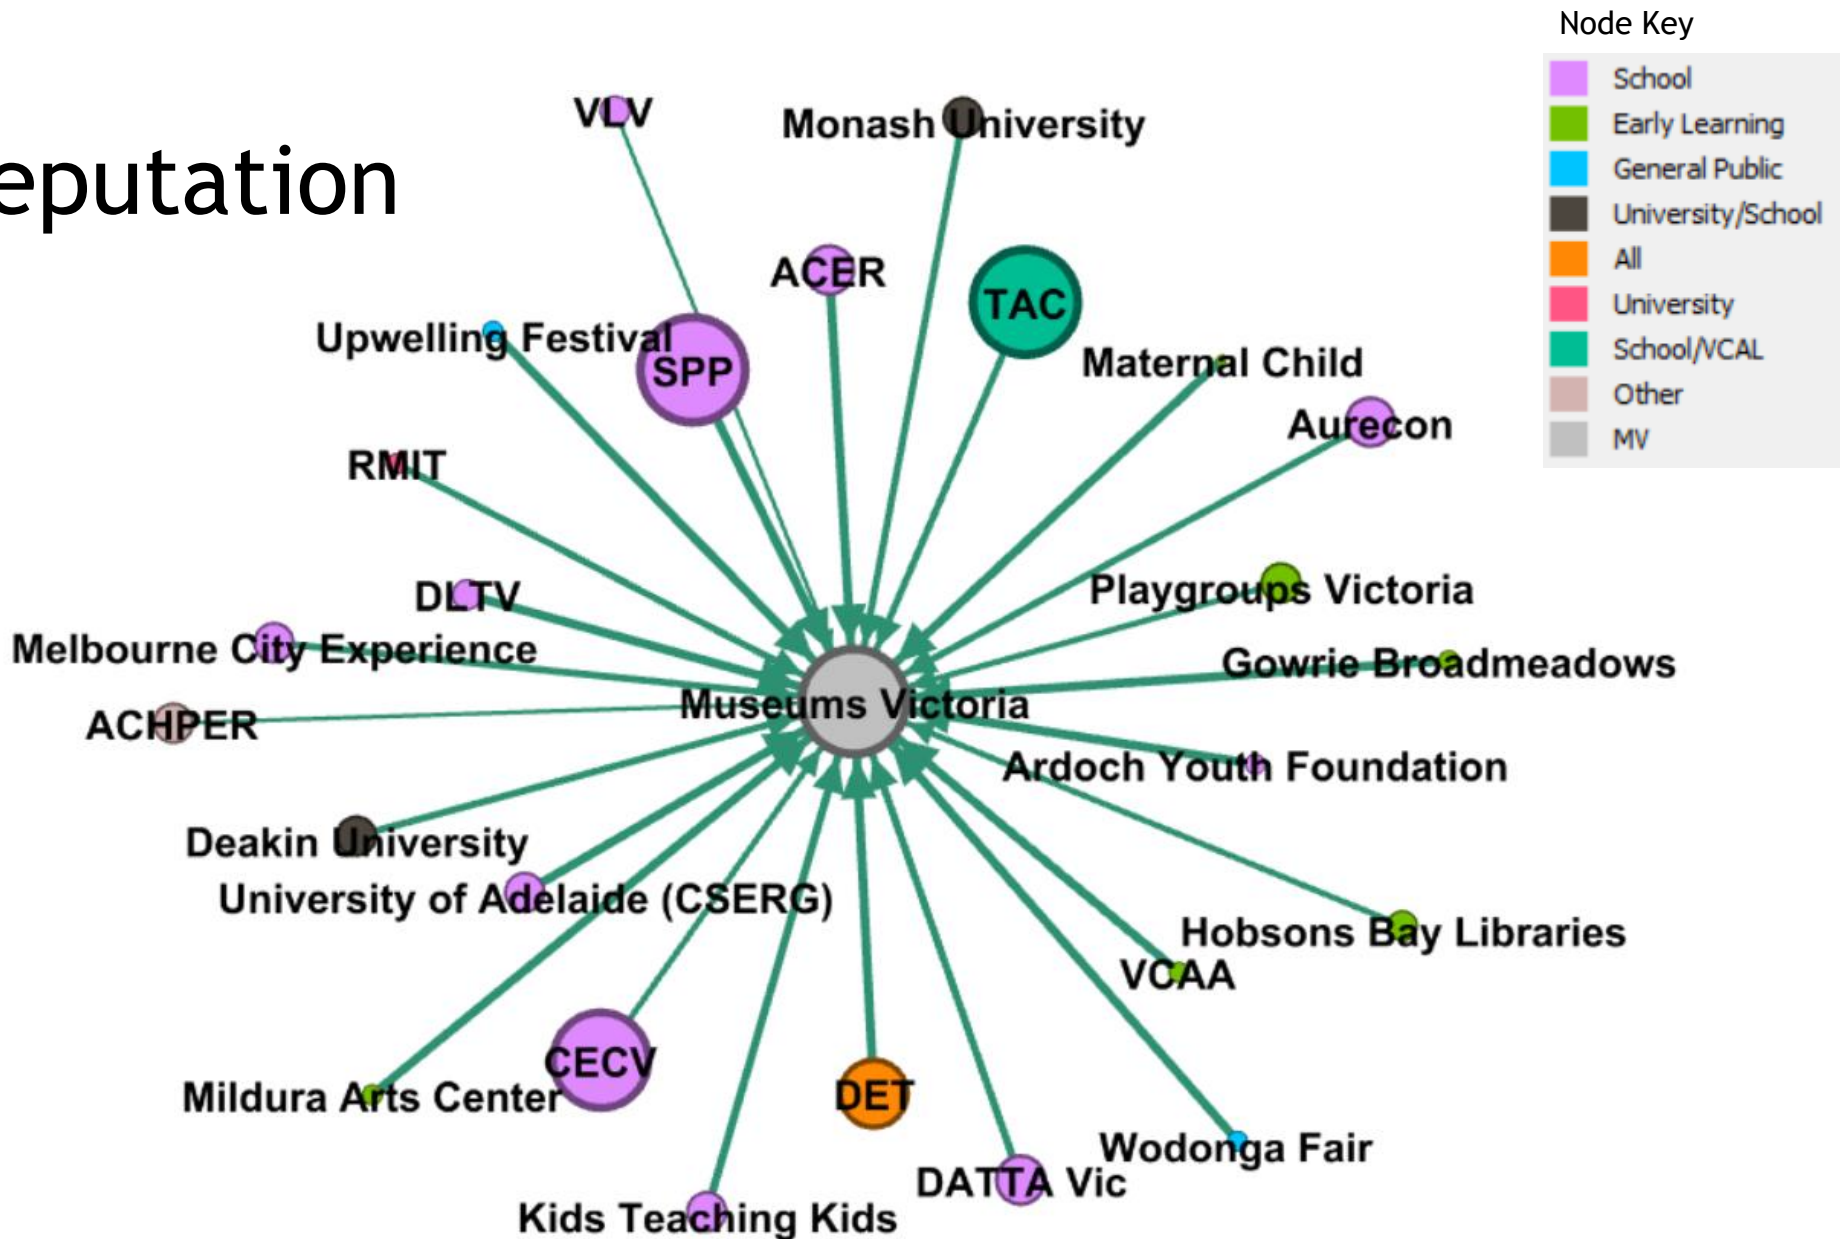 Node Key
School
Early Learning
General Public
University/School
All
University
School/VCAL
Other
MV
eputation
VLV
Monash University
ACER
TAC
Upwelling Festival
SPP
Maternal Child
Aurecon
RMIT
DLTV
Playgroups Victoria
Melbourne City Experience
Gowrie Broadmeadows
Museums Victoria
ACHPER
Ardoch Youth Foundation
Deakin University
University of Adelaide (CSERG)
Hobsons Bay Libraries
VCAA
CECV
Mildura Arts Center
DET
Wodonga Fair
DATTA Vic
Kids Teaching Kids